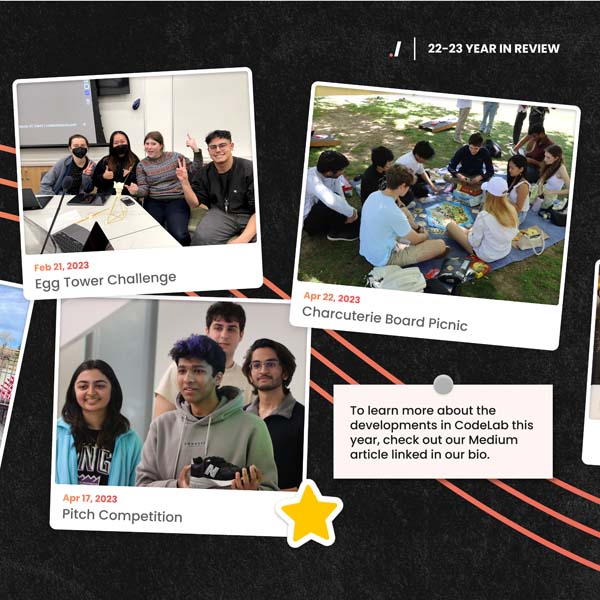 ./ 22-23 YEAR IN REVIEW
Feb 21, 2023
Egg Tower Challenge
Apr 22, 2023
Charcuterie Board Picnic
N
Apr 17, 2023
Pitch Competition
To learn more about the
developments in CodeLab this
year, check out our Medium
article linked in our bio.